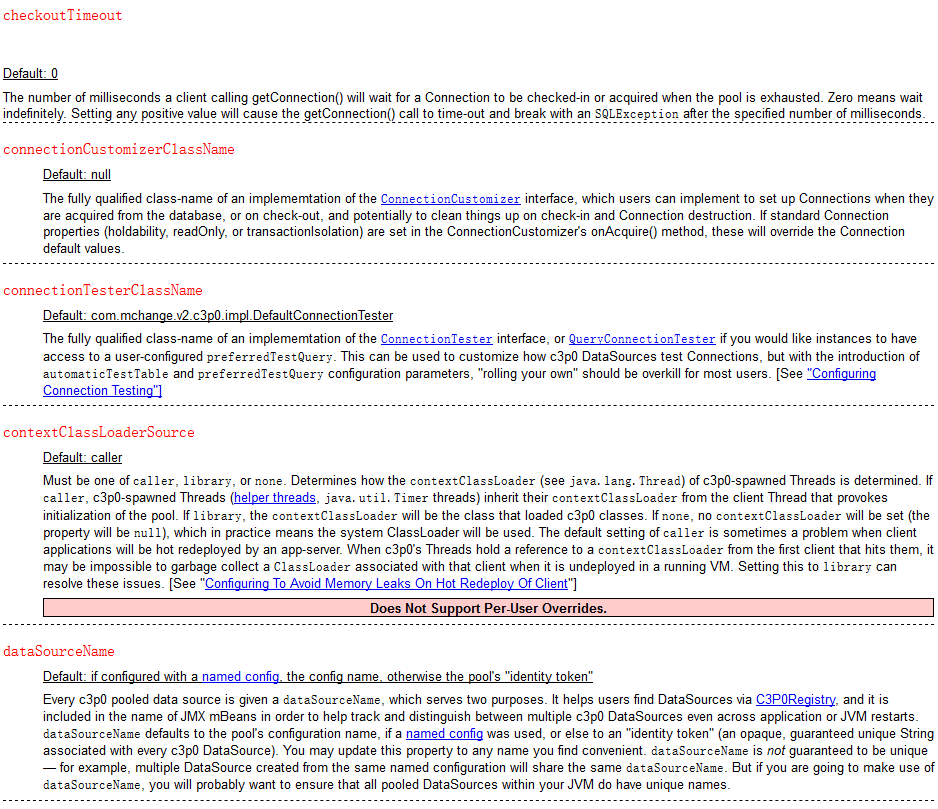 checkoutTimeout
Default: 0
The number of milliseconds a client calling getConnection() will wait for a Connection to be checked-in or acquired when the pool is exhausted. Zero means wait
indefinitely. Setting any positive value will cause the getConnection() call to time-out and break with an SQLException after the specified number of milliseconds.
connectionCustomizerClassName
Default: null
The fully qualified class-name of an implememtation of the ConnectionCustomizer interface, which users can implement to set up Connections when they
are acquired from the database, or on check-out, and potentially to clean things up on check-in and Connection destruction. If standard Connection
properties (holdability, readOnly, or transactionIsolation) are set in the ConnectionCustomizer's onAcquire() method, these will override the Connection
default values.
connectionTesterClassName
Default: com.mchange.v2.c3p0.impl.DefaultConnectionTester
The fully qualified class-name of an implememtation of the ConnectionTester interface, or QueryConnectionTester if you would like instances to have
access to a user-configured preferredTestQuery. This can be used to customize how c3p0 DataSources test Connections, but with the introduction of
automaticTestTable and preferredTestQuery configuration parameters, "rolling your own" should be overkill for most users. [See "Configuring
Connection Testing"]
contextClassLoaderSource
Default: caller
Must be one of caller, library, or none. Determines how the contextClassLoader (see java.lang.Thread) of c3p0-spawned Threads is determined. If
caller, c3p0-spawned Threads (helper threads, java.util.Timer threads) inherit their contextClassLoader from the client Thread that provokes
initialization of the pool. If library, the contextClassLoader will be the class that loaded c3p0 classes. If none, no contextClassLoader will be set (the
property will be null), which in practice means the system ClassLoader will be used. The default setting of caller is sometimes a problem when client
applications will be hot redeployed by an app-server. When c3p0's Threads hold a reference to a contextClassLoader from the first client that hits them, it
may be impossible to garbage collect a ClassLoader associated with that client when it is undeployed in a running VM. Setting this to library can
resolve these issues. [See "Configuring To Avoid Memory Leaks On Hot Redeploy Of Client"]
Does Not Support Per-User Overrides.
dataSourceName
Default: if configured with a named config, the config name, otherwise the pool's "identity token"
Every c3p0 pooled data source is given a dataSourceName, which serves two purposes. It helps users find DataSources via C3P0Registry, and it is
included in the name of JMX mBeans in order to help track and distinguish between multiple c3p0 DataSources even across application or JVM restarts.
dataSourceName defaults to the pool's configuration name, if a named config was used, or else to an "identity token" (an opaque, guaranteed unique String
associated with every c3p0 DataSource). You may update this property to any name you find convenient. dataSourceName is not guaranteed to be unique
— for example, multiple DataSource created from the same named configuration will share the same dataSourceName. But if you are going to make use of
dataSourceName, you will probably want to ensure that all pooled DataSources within your JVM do have unique names.